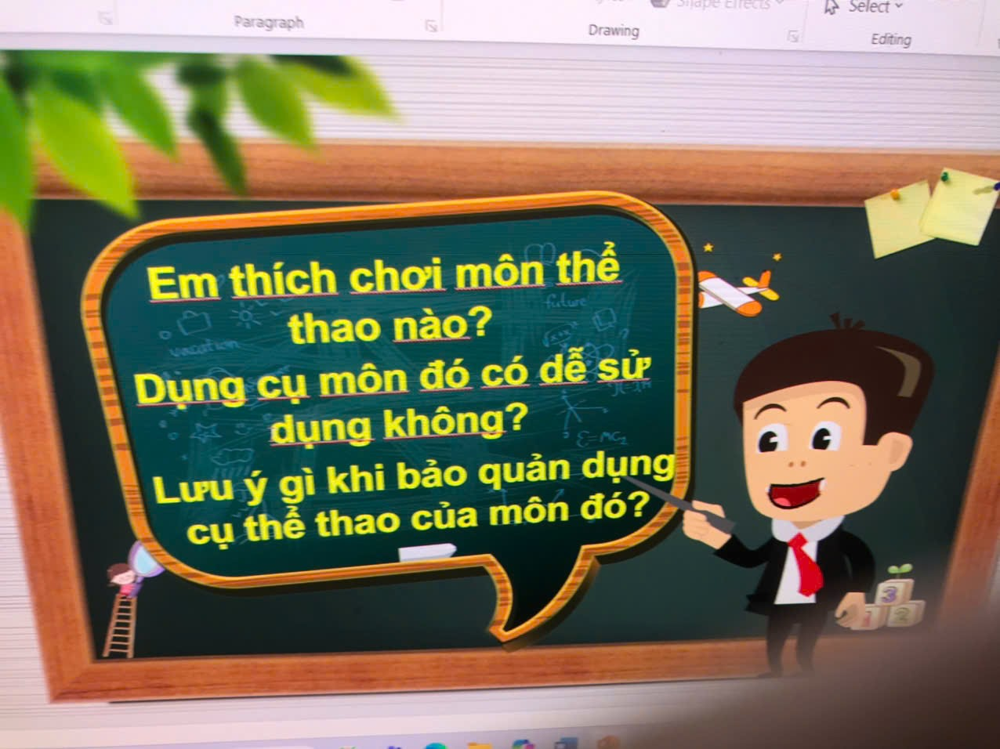 Paragraph
Drawing
Shape Effects
Select
Editing
Em thích chơi môn thể
thao nào?
Dụng cụ môn đó có dễ sử
dụng không?
Lưu ý gì khi bảo quản dụng
cụ thể thao của môn đó?
vacation
future
E=MC2
3
1
2